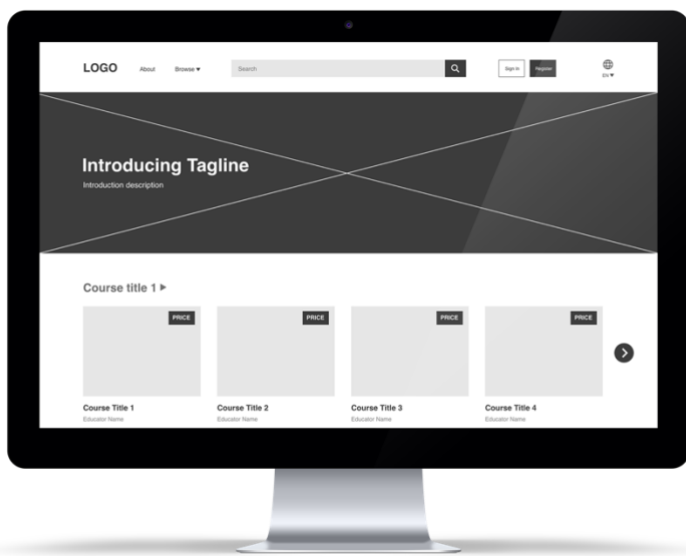 LOGO
About
Browse ▼
Search
Sign In
Register
EN ▼
Introducing Tagline
Introduction description
Course title 1 ▶
PRICE
PRICE
PRICE
PRICE
Course Title 1
Course Title 2
Course Title 3
Course Title 4
Educator Name
Educator Name
Educator Name
Educator Name